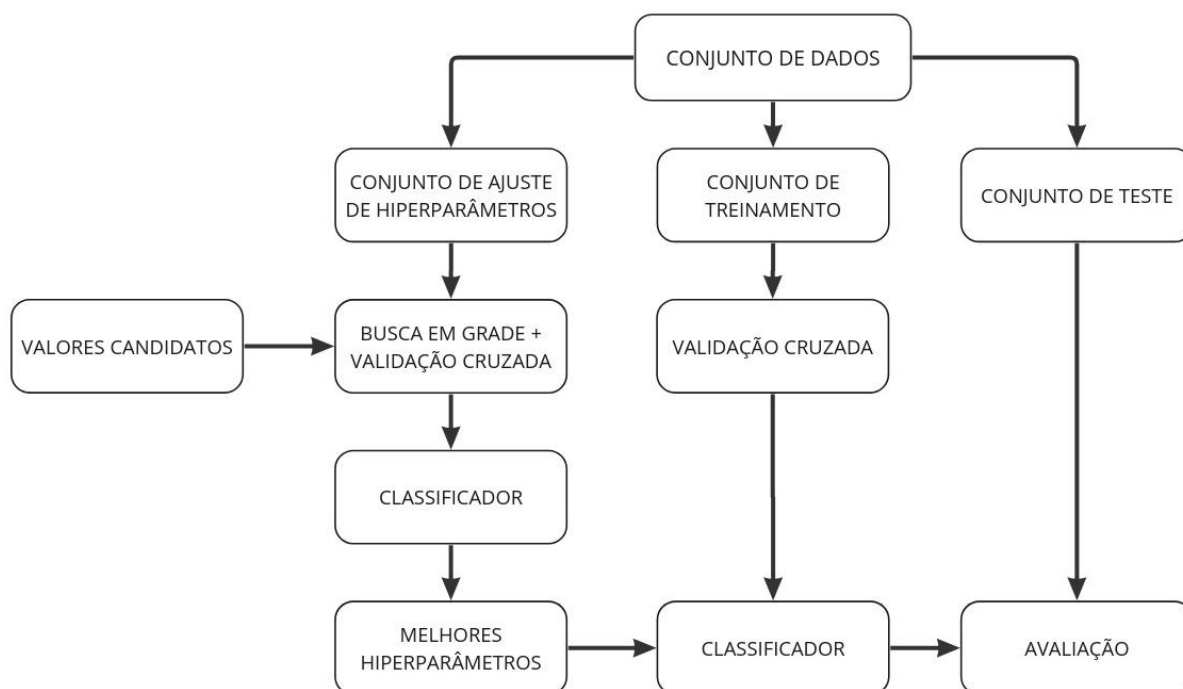 CONJUNTO DE DADOS
CONJUNTO DE AJUSTE
DE HIPERPARÂMETROS
CONJUNTO DE
TREINAMENTO
CONJUNTO DE TESTE
VALORES CANDIDATOS
BUSCA EM GRADE +
VALIDAÇÃO CRUZADA
VALIDAÇÃO CRUZADA
CLASSIFICADOR
MELHORES
HIPERPARÂMETROS
CLASSIFICADOR
AVALIAÇÃO